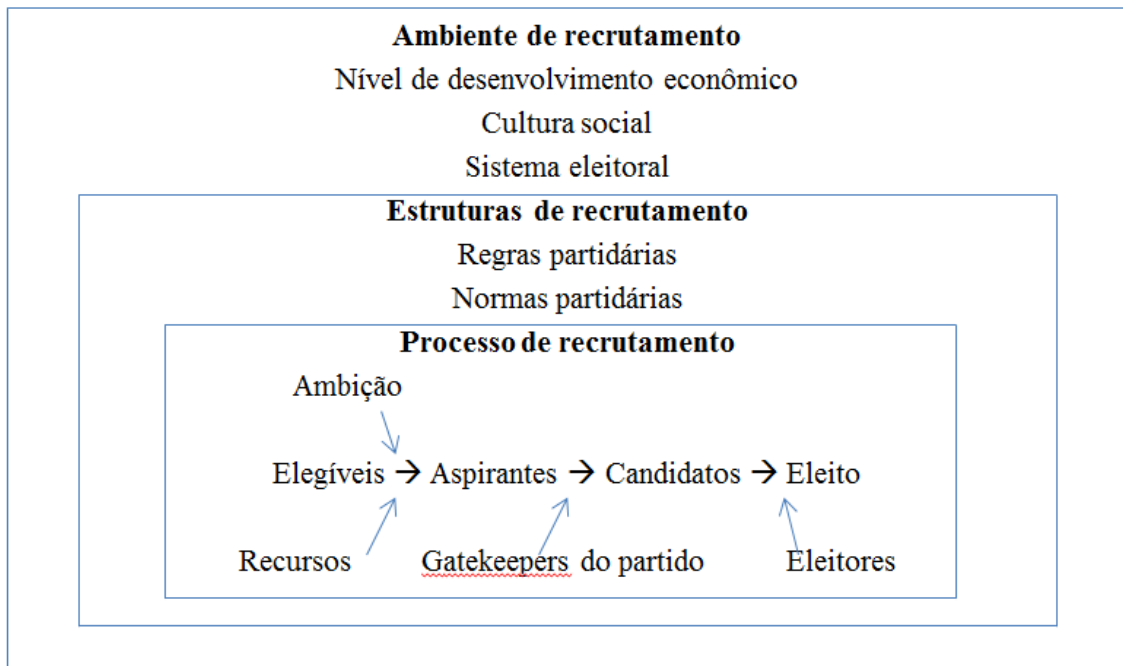 Ambiente de recrutamento
Nível de desenvolvimento econômico
Cultura social
Sistema eleitoral
Estruturas de recrutamento
Regras partidárias
Normas partidárias
Processo de recrutamento
Ambição
Elegíveis → Aspirantes → Candidatos → Eleito
Recursos Gatekeepers do partido Eleitores